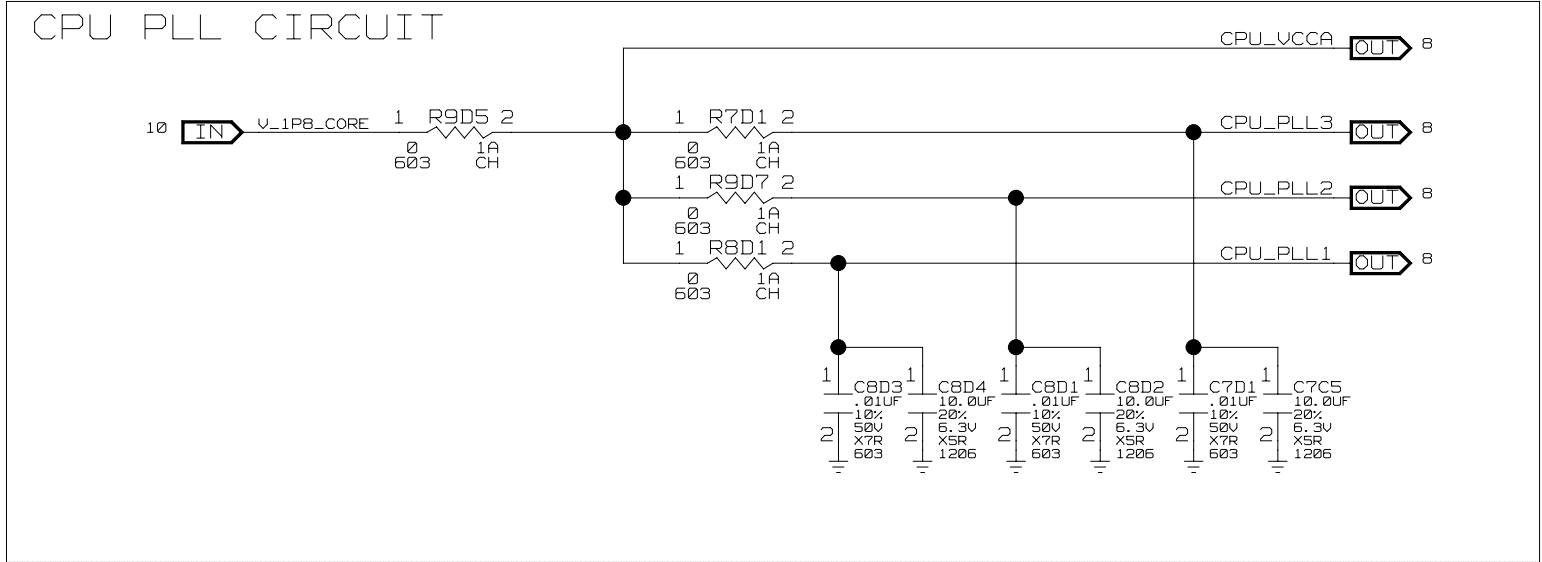 CPU PLL CIRCUIT
CPU_VCCA OUT 8
10 IN V_1P8_CORE 1 R9D5 2
0 1A
603 CH
1 R7D1 2
0 1A
603 CH
CPU_PLL3 OUT 8
1 R9D7 2
0 1A
603 CH
CPU_PLL2 OUT 8
1 R8D1 2
0 1A
603 CH
CPU_PLL1 OUT 8
1
C8D3
.01UF
10%
50V
2
X7R
603
1
C8D4
10.0UF
20%
6.3V
2
X5R
1206
1
C8D1
.01UF
10%
50V
2
X7R
603
1
C8D2
10.0UF
20%
6.3V
2
X5R
1206
1
C7D1
.01UF
10%
50V
2
X7R
603
1
C7C5
10.0UF
20%
6.3V
2
X5R
1206